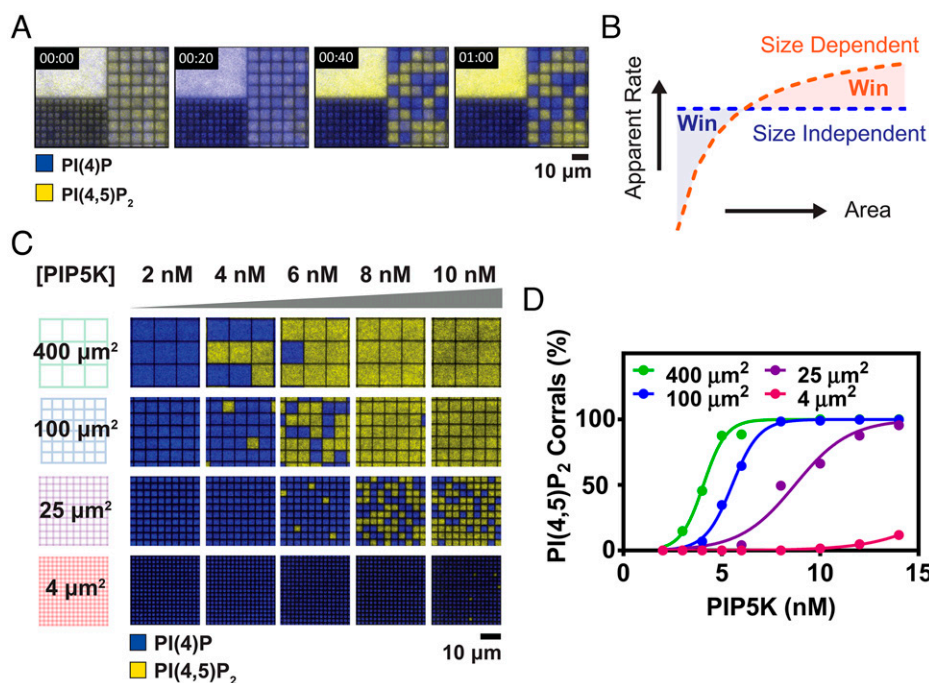 A
00:00
00:20
00:40
01:00
PI(4)P
PI(4,5)P₂
10 µm
B
Size Dependent
Win
Win
Size Independent
Apparent Rate
Area
C
[PIP5K] 2 nM 4 nM 6 nM 8 nM 10 nM
400 µm²
100 µm²
25 µm²
4 µm²
PI(4)P
PI(4,5)P₂
10 µm
D
400 µm² 25 µm²
100 µm² 4 µm²
PI(4,5)P₂ Corrals (%)
100
50
0
0 5 10 15
PIP5K (nM)